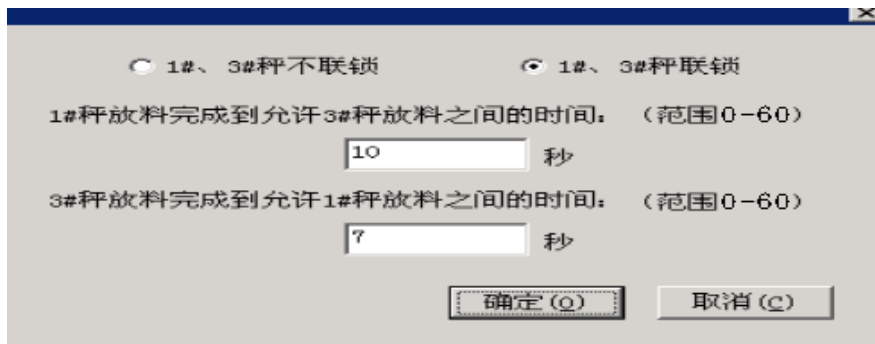 1#、3#秤不联锁 1#、3#秤联锁
1#秤放料完成到允许3#秤放料之间的时间：（范围0-60）
10 秒
3#秤放料完成到允许1#秤放料之间的时间：（范围0-60）
7 秒
确定(O) 取消(C)